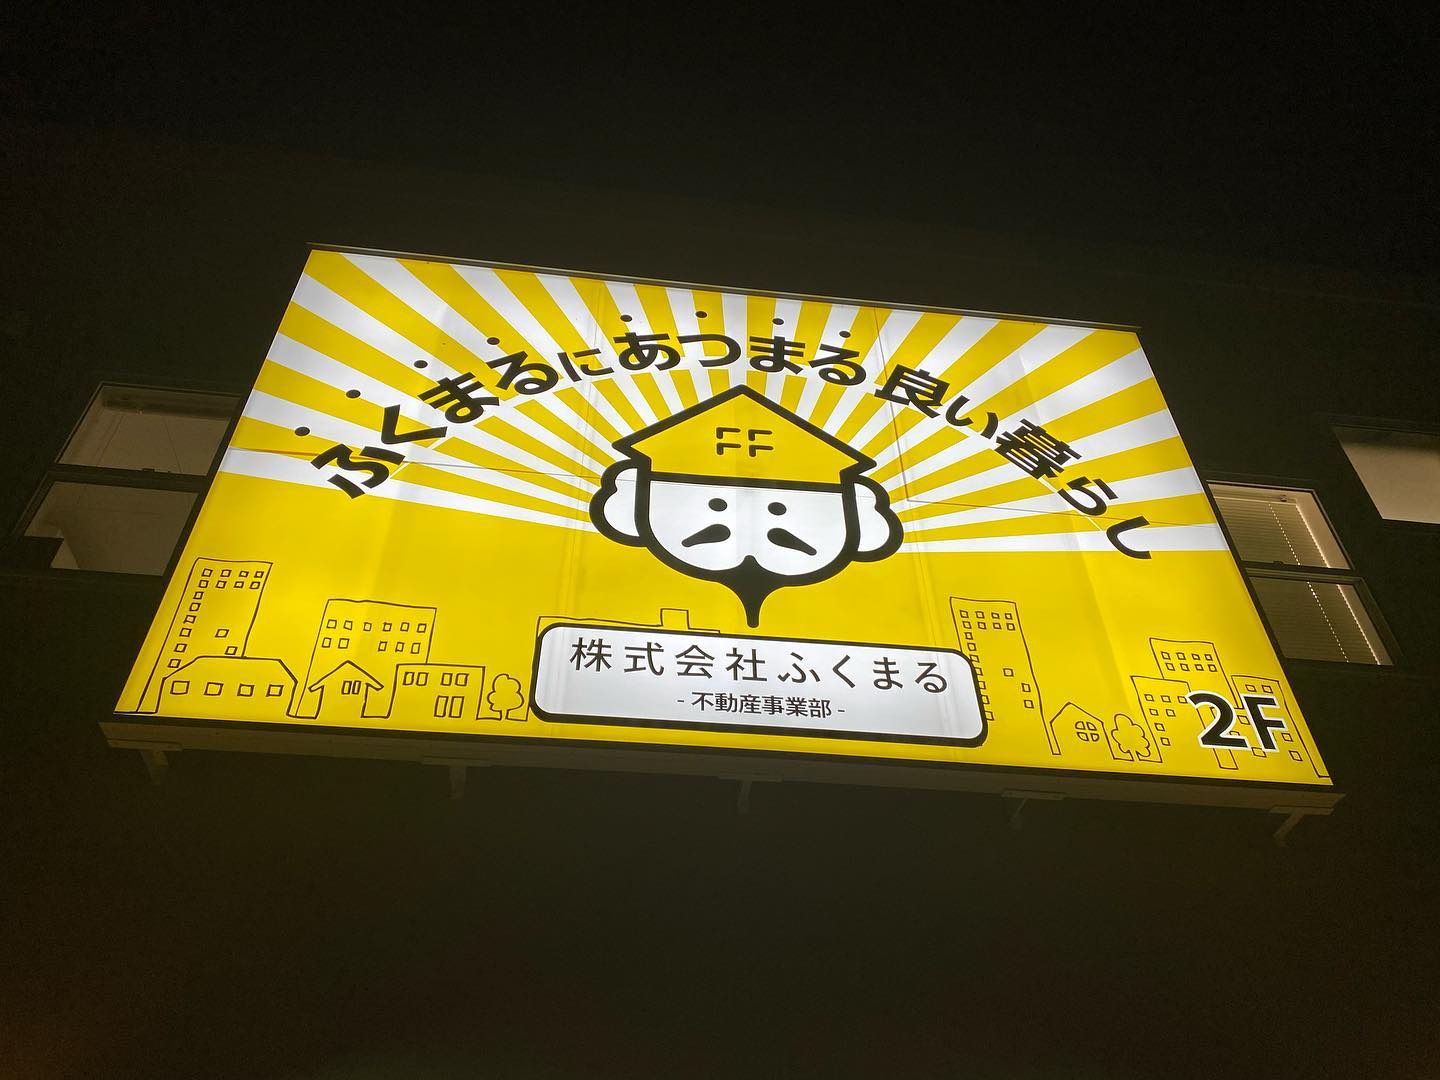 ふくまるにあつまる 良い暮らし
株式会社ふくまる
- 不動産事業部 -
2F